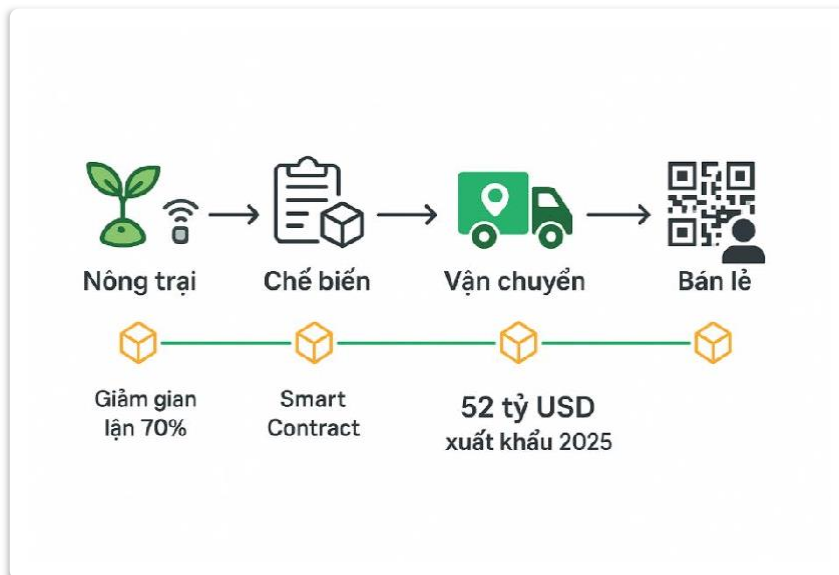 Nông trại
Chế biến
Vận chuyển
Bán lẻ
Giảm gian
lận 70%
Smart
Contract
52 tỷ USD
xuất khẩu 2025